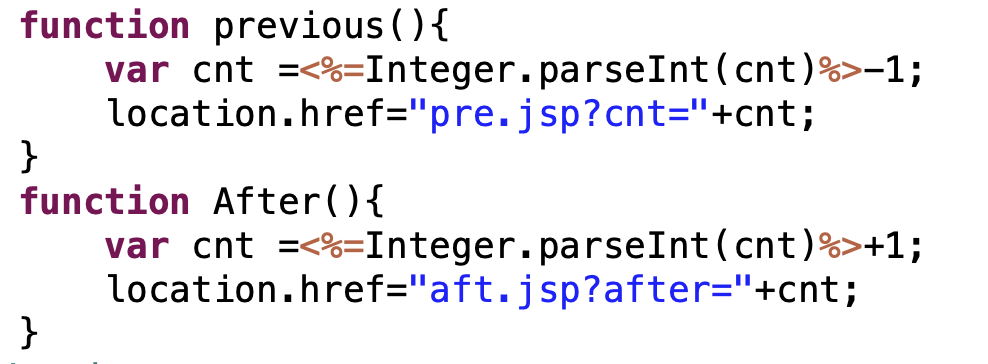 function previous(){
    var cnt =<%=Integer.parseInt(cnt)%>-1;
    location.href="pre.jsp?cnt="+cnt;
}
function After(){
    var cnt =<%=Integer.parseInt(cnt)%>+1;
    location.href="aft.jsp?after="+cnt;
}